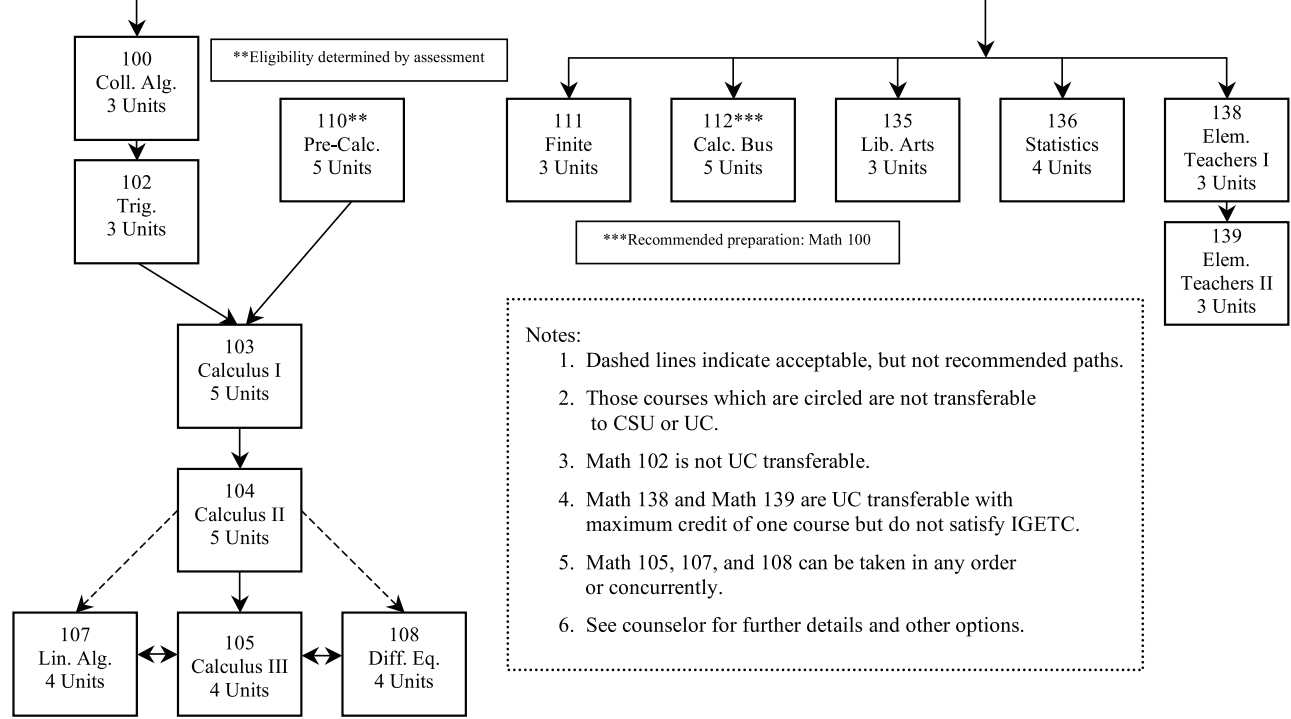 100
Coll. Alg.
3 Units
**Eligibility determined by assessment
110**
Pre-Calc.
5 Units
111
Finite
3 Units
112***
Calc. Bus
5 Units
135
Lib. Arts
3 Units
136
Statistics
4 Units
138
Elem.
Teachers I
3 Units
102
Trig.
3 Units
***Recommended preparation: Math 100
139
Elem.
Teachers II
3 Units
103
Calculus I
5 Units
104
Calculus II
5 Units
107
Lin. Alg.
4 Units
105
Calculus III
4 Units
108
Diff. Eq.
4 Units
Notes:
1. Dashed lines indicate acceptable, but not recommended paths.
2. Those courses which are circled are not transferable
to CSU or UC.
3. Math 102 is not UC transferable.
4. Math 138 and Math 139 are UC transferable with
maximum credit of one course but do not satisfy IGETC.
5. Math 105, 107, and 108 can be taken in any order
or concurrently.
6. See counselor for further details and other options.